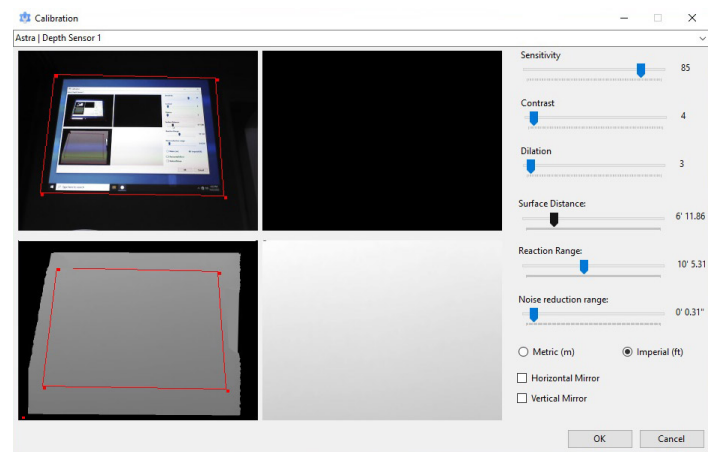 Calibration
Astra | Depth Sensor 1
Sensitivity
85
Contrast
4
Dilation
3
Surface Distance:
6' 11.86
Reaction Range:
10' 5.31
Noise reduction range:
0' 0.31"
Metric (m)
Imperial (ft)
Horizontal Mirror
Vertical Mirror
OK
Cancel